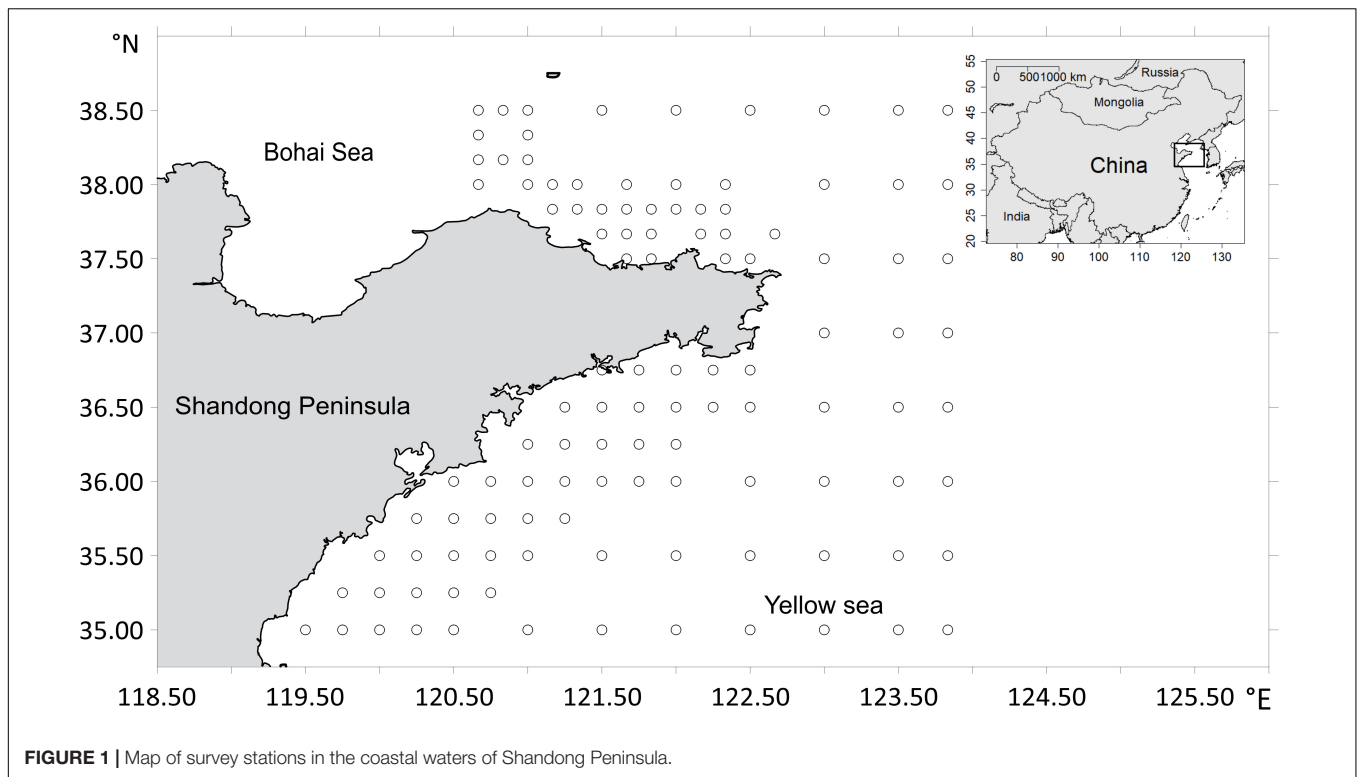 °N
38.50
38.00
37.50
37.00
36.50
36.00
35.50
35.00
Bohai Sea
Shandong Peninsula
Yellow sea
118.50 119.50 120.50 121.50 122.50 123.50 124.50 125.50 °E
55
50
45
40
35
30
25
20
0 500 1000 km
Russia
Mongolia
China
India
80 90 100 110 120 130
FIGURE 1 | Map of survey stations in the coastal waters of Shandong Peninsula.